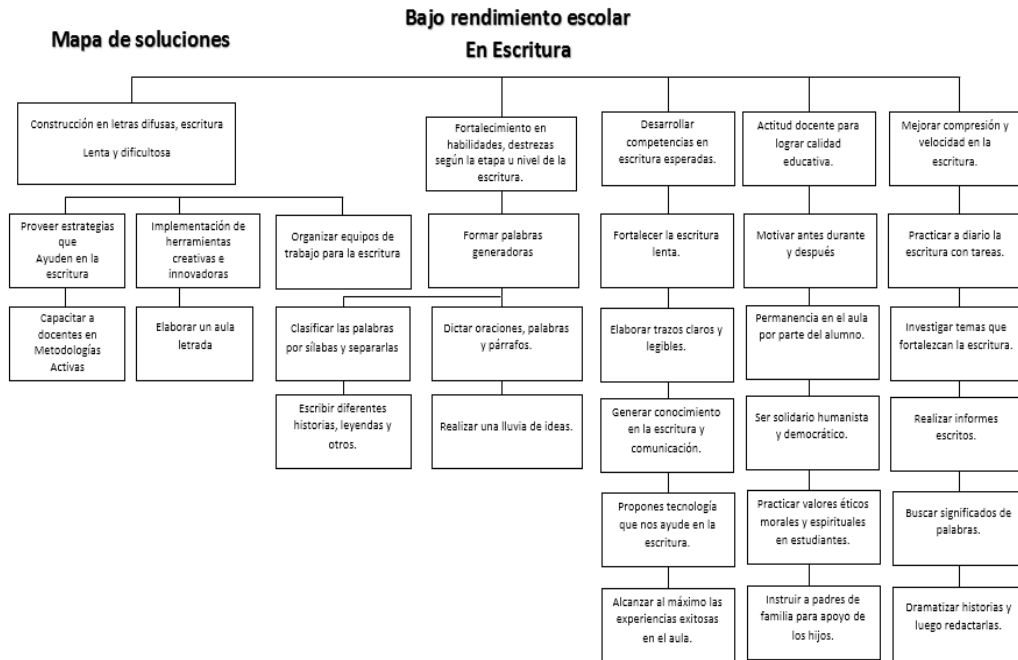 Bajo rendimiento escolar
Mapa de soluciones
En Escritura
Construcción en letras difusas, escritura
Lenta y dificultosa
Fortalecimiento en
habilidades, destrezas
según la etapa u nivel de la
escritura.
Desarrollar
competencias en
escritura esperadas.
Actitud docente para
lograr calidad
educativa.
Mejorar compresión y
velocidad en la
escritura.
Proveer estrategias
que
Ayuden en la
escritura
Implementación de
herramientas
creativas e
innovadoras
Organizar equipos de
trabajo para la escritura
Formar palabras
generadoras
Fortalecer la escritura
lenta.
Motivar antes durante
y después
Practicar a diario la
escritura con tareas.
Capacitar a
docentes en
Metodologías
Activas
Elaborar un aula
letrada
Clasificar las palabras
por sílabas y separarlas
Dictar oraciones, palabras
y párrafos.
Elaborar trazos claros y
legibles.
Permanencia en el aula
por parte del alumno.
Investigar temas que
fortalezcan la escritura.
Escribir diferentes
historias, leyendas y
otros.
Realizar una lluvia de ideas.
Generar conocimiento
en la escritura y
comunicación.
Ser solidario humanista
y democrático.
Realizar informes
escritos.
Propones tecnología
que nos ayude en la
escritura.
Practicar valores éticos
morales y espirituales
en estudiantes.
Buscar significados de
palabras.
Alcanzar al máximo las
experiencias exitosas
en el aula.
Instruir a padres de
familia para apoyo de
los hijos.
Dramatizar historias y
luego redactarlas.